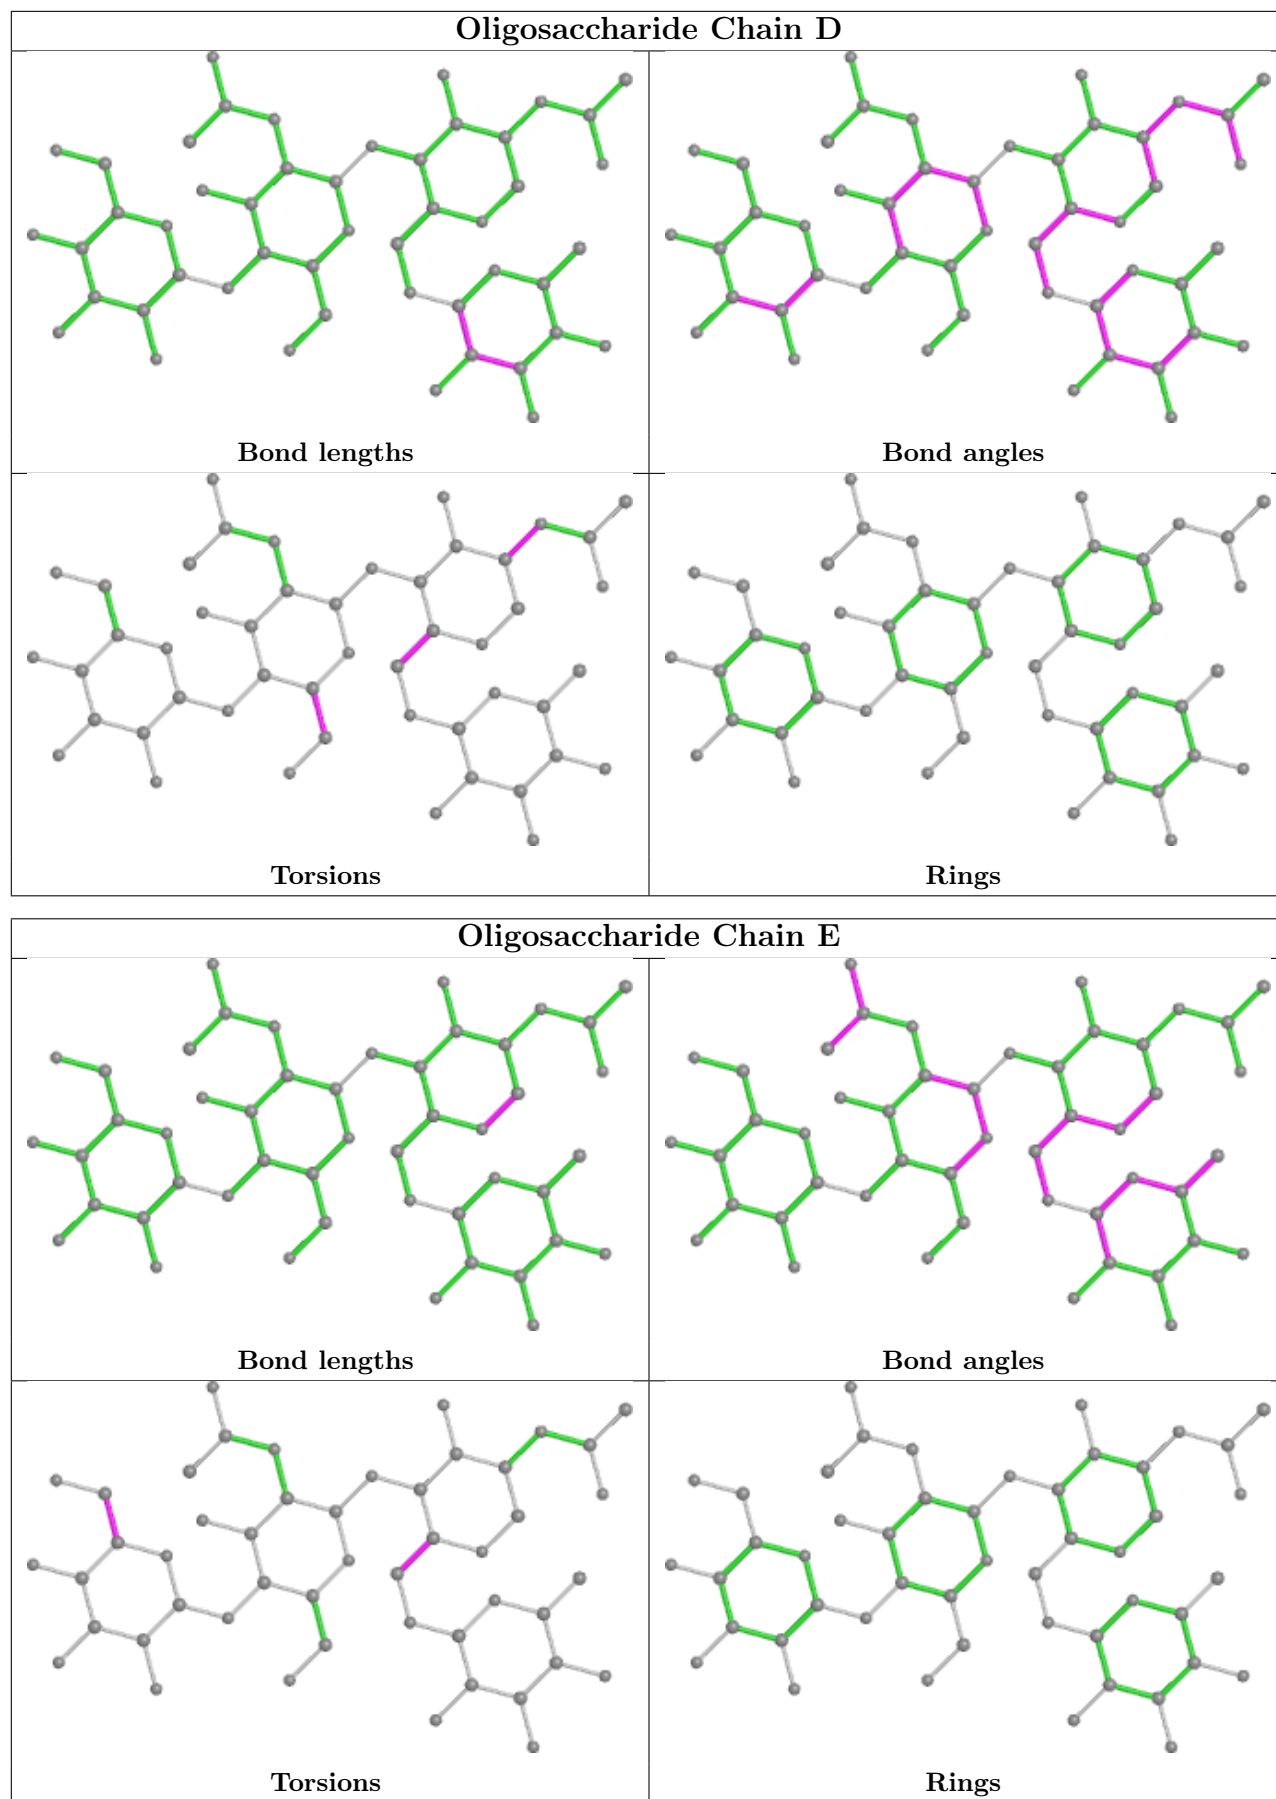 Oligosaccharide Chain D
Bond lengths
Bond angles
Torsions
Rings
Oligosaccharide Chain E
Bond lengths
Bond angles
Torsions
Rings